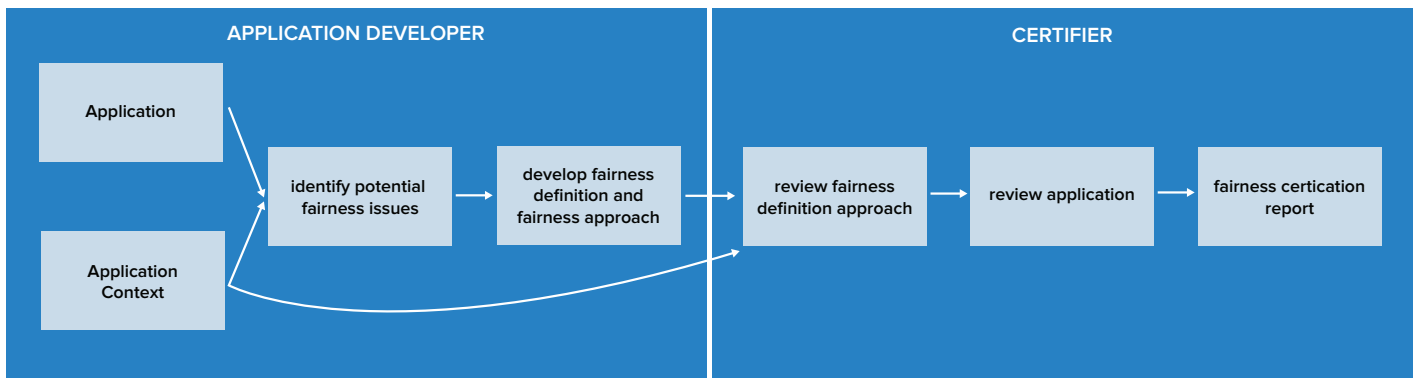 APPLICATION DEVELOPER
Application
Application
Context
identify potential
fairness issues
develop fairness
definition and
fairness approach
CERTIFIER
review fairness
definition approach
review application
fairness certication
report